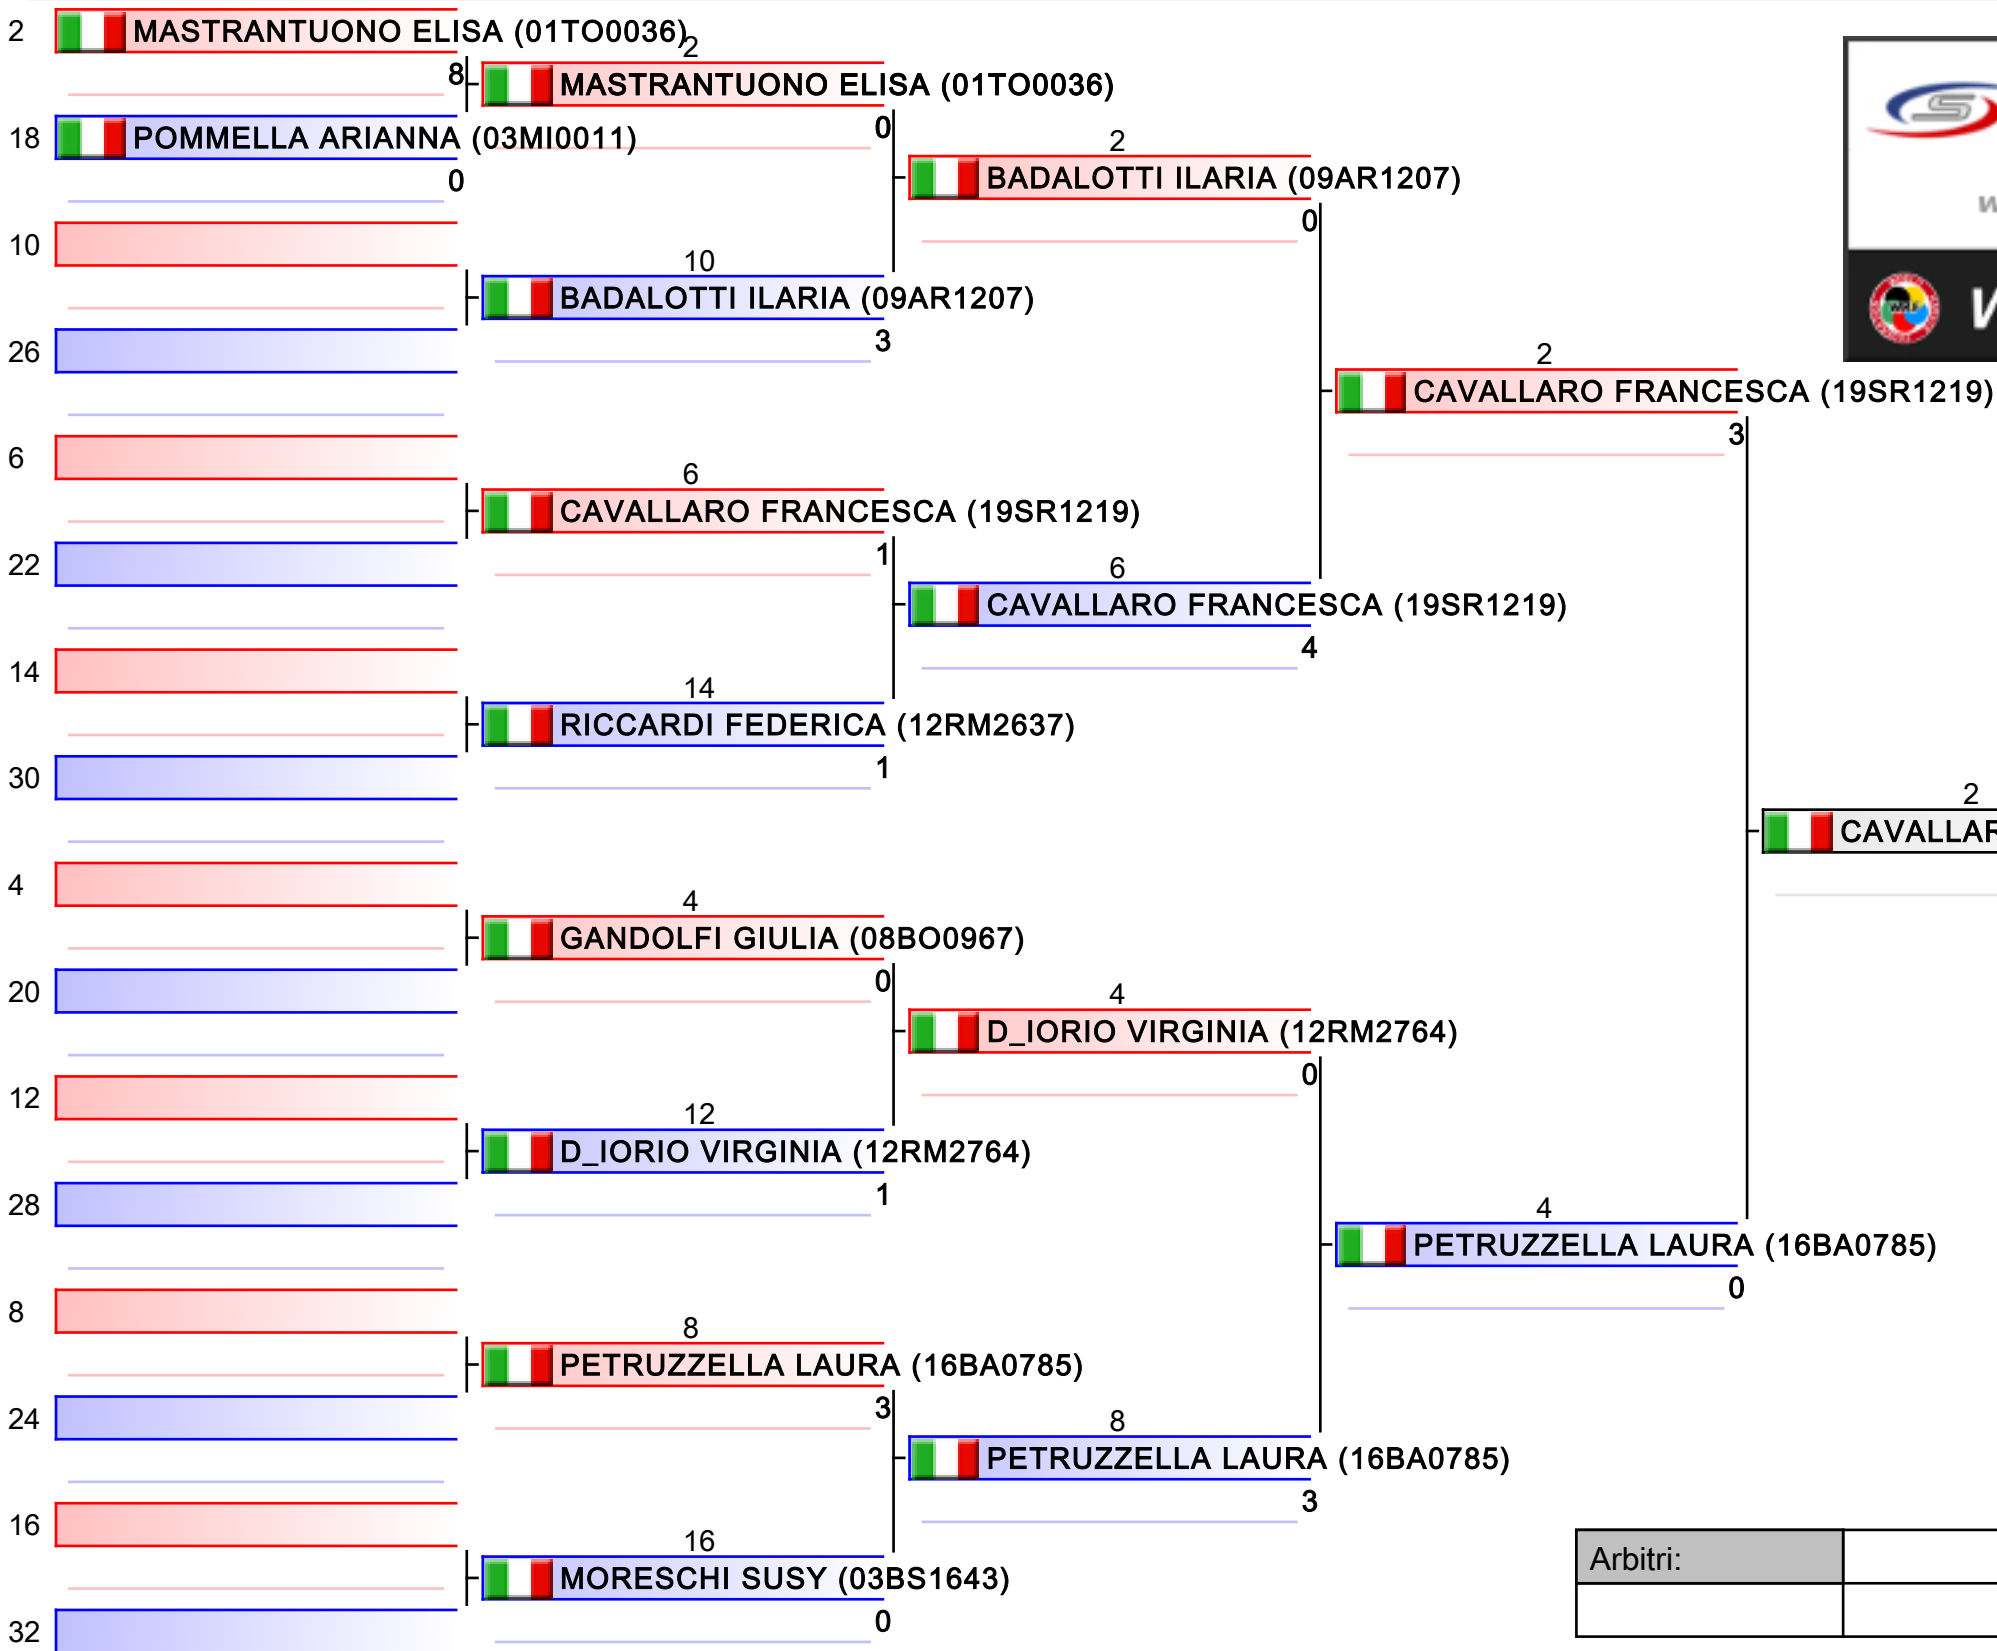 2 MASTRANTUONO ELISA (01TO0036)
8
18 POMMELLA ARIANNA (03MI0011)
0
10
26
6
22
14
30
4
20
12
28
8
24
16
32
2
MASTRANTUONO ELISA (01TO0036)
0
10
BADALOTTI ILARIA (09AR1207)
3
6
CAVALLARO FRANCESCA (19SR1219)
1
14
RICCARDI FEDERICA (12RM2637)
1
4
GANDOLFI GIULIA (08BO0967)
0
12
D_IORIO VIRGINIA (12RM2764)
1
8
PETRUZZELLA LAURA (16BA0785)
3
16
MORESCHI SUSY (03BS1643)
0
2
BADALOTTI ILARIA (09AR1207)
0
6
CAVALLARO FRANCESCA (19SR1219)
4
4
D_IORIO VIRGINIA (12RM2764)
0
8
PETRUZZELLA LAURA (16BA0785)
3
2
CAVALLARO FRANCESCA (19SR1219)
3
4
PETRUZZELLA LAURA (16BA0785)
0
2
CAVALLAR
Arbitri: